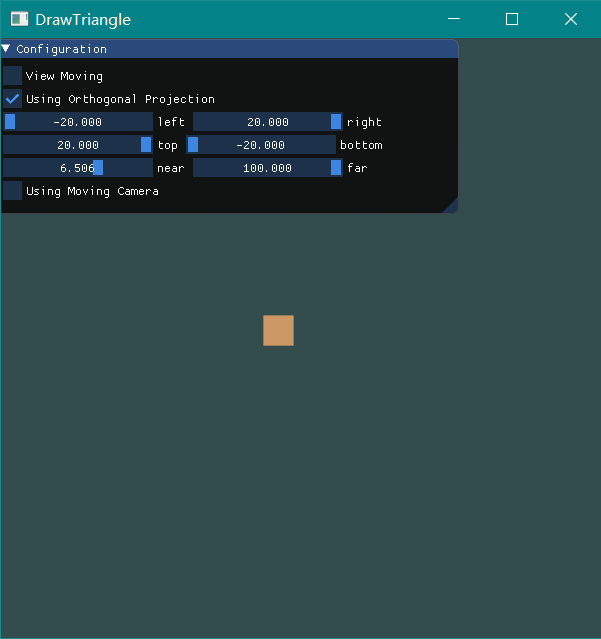 DrawTriangle
Configuration
View Moving
Using Orthogonal Projection
-20.000 left 20.000 right
20.000 top -20.000 bottom
6.506 near 100.000 far
Using Moving Camera